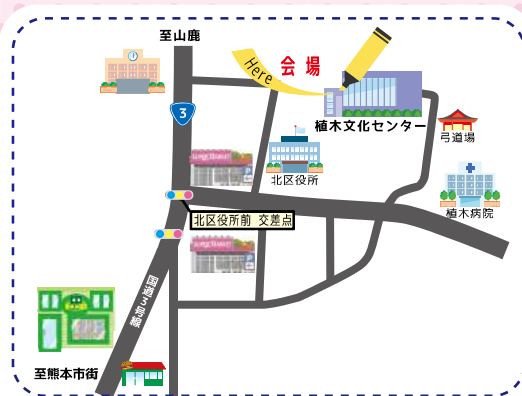 至山鹿
Here
会場
3
植木文化センター
弓道場
北区役所
植木病院
北区役所前 交差点
国道3号線
至熊本市街